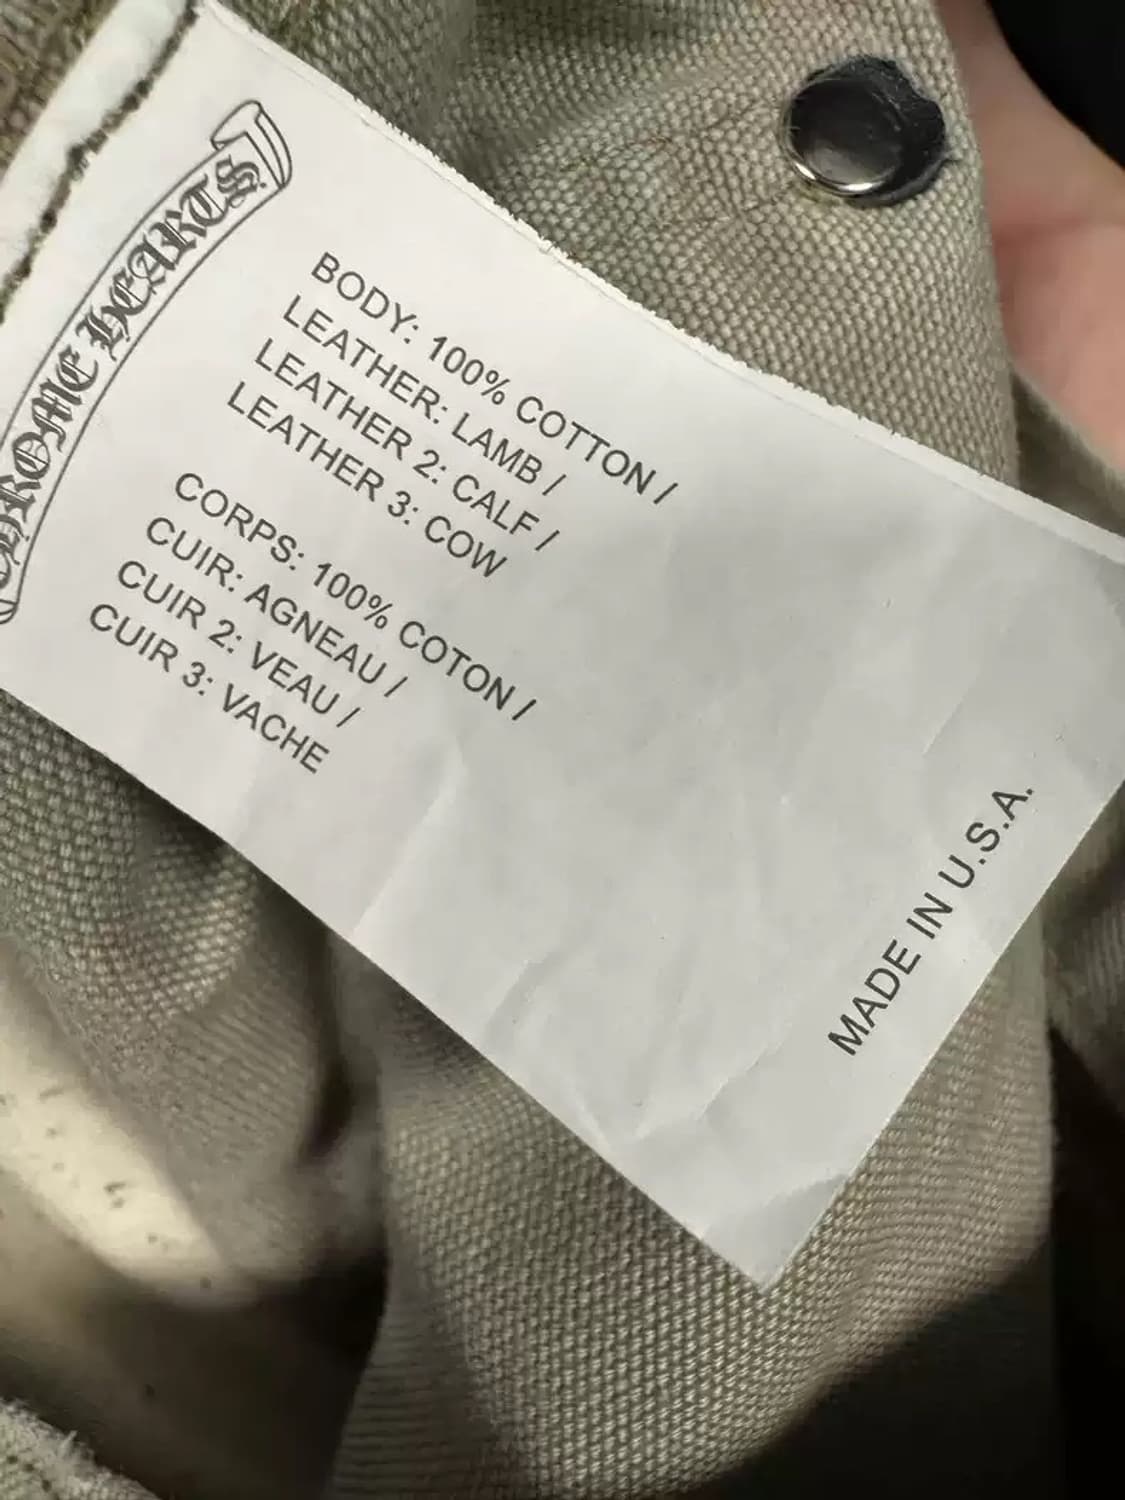 CHROME HEARTS
BODY: 100% COTTON /
LEATHER: LAMB /
LEATHER 2: CALF /
LEATHER 3: COW
CORPS: 100% COTON /
CUIR: AGNEAU /
CUIR 2: VEAU /
CUIR 3: VACHE
MADE IN U.S.A.